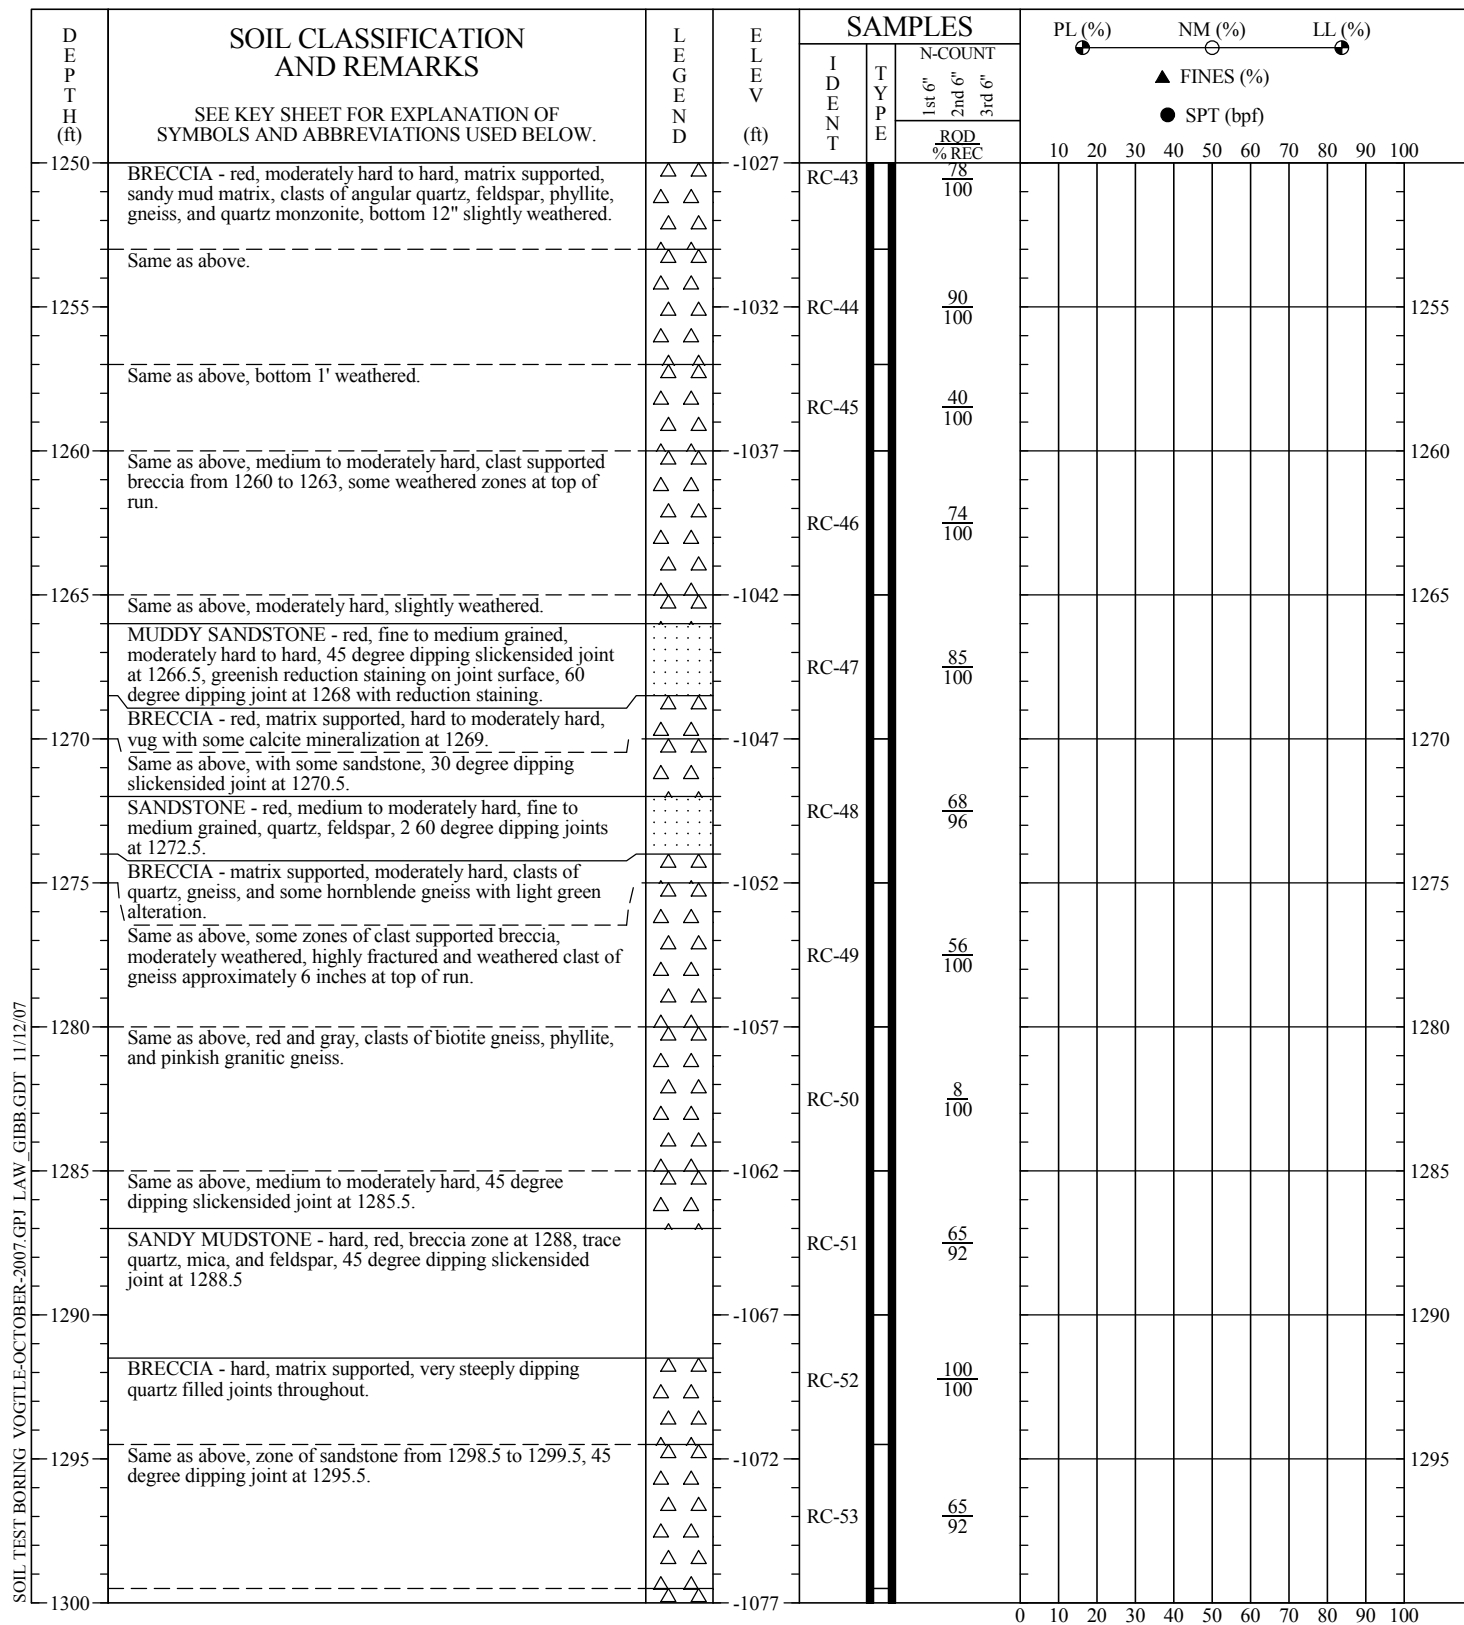 DEPTH (ft)
SOIL CLASSIFICATION
AND REMARKS
SEE KEY SHEET FOR EXPLANATION OF
SYMBOLS AND ABBREVIATIONS USED BELOW.
LEGEND
ELEV (ft)
SAMPLES
IDENT
TYPE
N-COUNT
1st 6"
2nd 6"
3rd 6"
RQD
% REC
PL (%)
NM (%)
LL (%)
▲ FINES (%)
● SPT (bpf)
10 20 30 40 50 60 70 80 90 100
1250
BRECCIA - red, moderately hard to hard, matrix supported,
sandy mud matrix, clasts of angular quartz, feldspar, phyllite,
gneiss, and quartz monzonite, bottom 12" slightly weathered.
-1027
RC-43
78
100
Same as above.
1255
-1032
RC-44
90
100
1255
Same as above, bottom 1' weathered.
RC-45
40
100
1260
-1037
1260
Same as above, medium to moderately hard, clast supported
breccia from 1260 to 1263, some weathered zones at top of
run.
RC-46
74
100
1265
-1042
1265
Same as above, moderately hard, slightly weathered.
MUDDY SANDSTONE - red, fine to medium grained,
moderately hard to hard, 45 degree dipping slickensided joint
at 1266.5, greenish reduction staining on joint surface, 60
degree dipping joint at 1268 with reduction staining.
RC-47
85
100
BRECCIA - red, matrix supported, hard to moderately hard,
vug with some calcite mineralization at 1269.
1270
-1047
1270
Same as above, with some sandstone, 30 degree dipping
slickensided joint at 1270.5.
SANDSTONE - red, medium to moderately hard, fine to
medium grained, quartz, feldspar, 2 60 degree dipping joints
at 1272.5.
RC-48
68
96
BRECCIA - matrix supported, moderately hard, clasts of
quartz, gneiss, and some hornblende gneiss with light green
alteration.
1275
-1052
1275
Same as above, some zones of clast supported breccia,
moderately weathered, highly fractured and weathered clast of
gneiss approximately 6 inches at top of run.
RC-49
56
100
1280
-1057
1280
Same as above, red and gray, clasts of biotite gneiss, phyllite,
and pinkish granitic gneiss.
RC-50
8
100
1285
-1062
1285
Same as above, medium to moderately hard, 45 degree
dipping slickensided joint at 1285.5.
SANDY MUDSTONE - hard, red, breccia zone at 1288, trace
quartz, mica, and feldspar, 45 degree dipping slickensided
joint at 1288.5
RC-51
65
92
1290
-1067
1290
BRECCIA - hard, matrix supported, very steeply dipping
quartz filled joints throughout.
RC-52
100
100
1295
-1072
1295
Same as above, zone of sandstone from 1298.5 to 1299.5, 45
degree dipping joint at 1295.5.
RC-53
65
92
1300
-1077
0 10 20 30 40 50 60 70 80 90 100
SOIL TEST BORING VOGTLE-OCTOBER-2007.GPJ LAW_GIBB.GDT 11/12/07